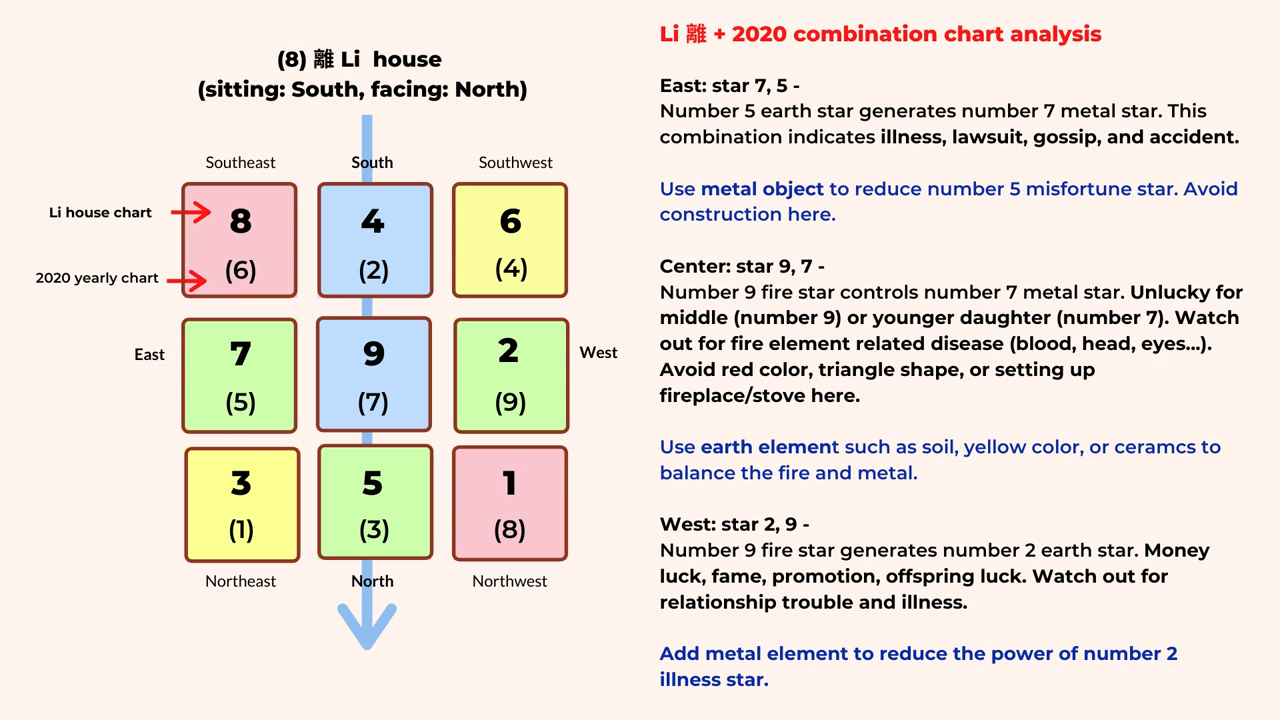 (8) 離 Li house
(sitting: South, facing: North)
Southeast
South
Southwest
Li house chart
2020 yearly chart
8
(6)
4
(2)
6
(4)
East
7
(5)
9
(7)
2
(9)
West
3
(1)
5
(3)
1
(8)
Northeast
North
Northwest
Li 離 + 2020 combination chart analysis
East: star 7, 5 -
Number 5 earth star generates number 7 metal star. This
combination indicates illness, lawsuit, gossip, and accident.
Use metal object to reduce number 5 misfortune star. Avoid
construction here.
Center: star 9, 7 -
Number 9 fire star controls number 7 metal star. Unlucky for
middle (number 9) or younger daughter (number 7). Watch
out for fire element related disease (blood, head, eyes...).
Avoid red color, triangle shape, or setting up
fireplace/stove here.
Use earth element such as soil, yellow color, or ceramcs to
balance the fire and metal.
West: star 2, 9 -
Number 9 fire star generates number 2 earth star. Money
luck, fame, promotion, offspring luck. Watch out for
relationship trouble and illness.
Add metal element to reduce the power of number 2
illness star.